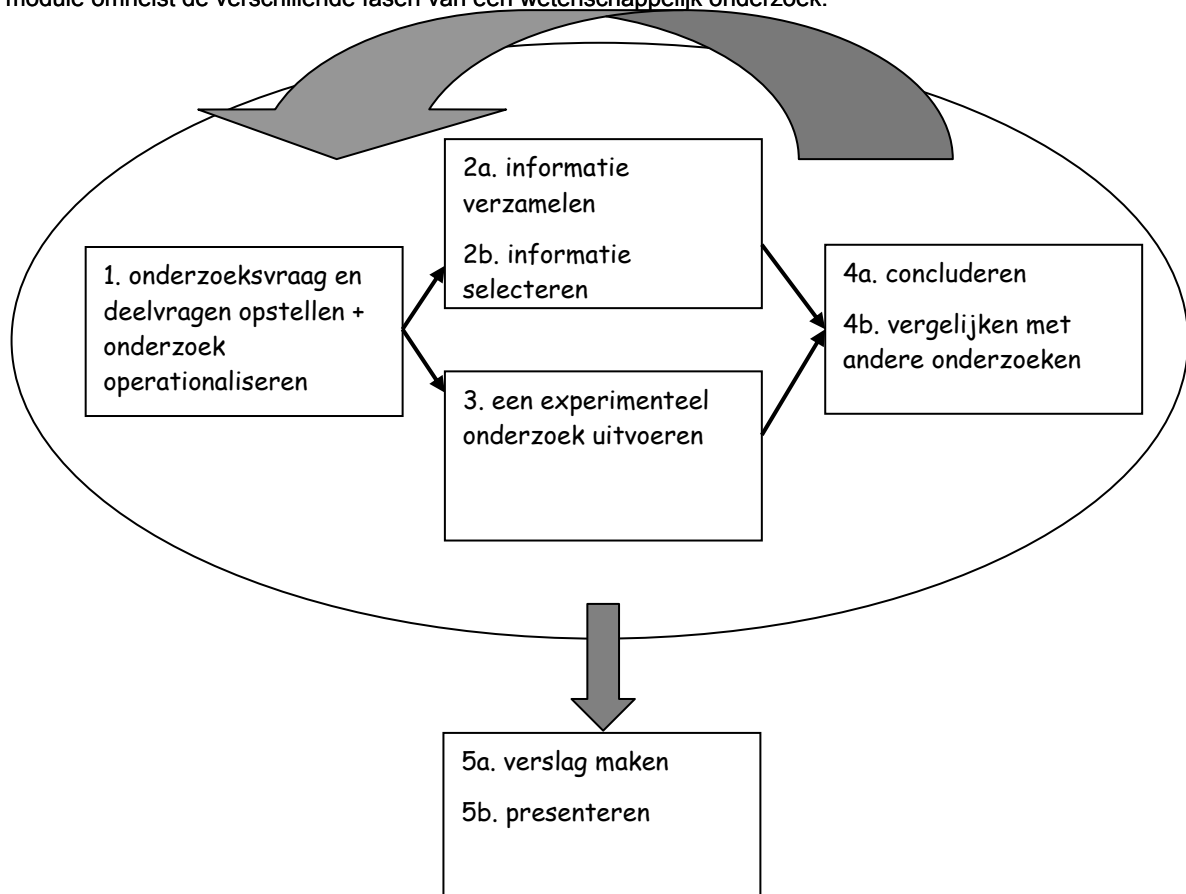 module omhelst de verschillende fasen van een wetenschappelijk onderzoek.
2a. informatie
verzamelen
2b. informatie
selecteren
1. onderzoeksvraag en
deelvragen opstellen +
onderzoek
operationaliseren
4a. concluderen
4b. vergelijken met
andere onderzoeken
3. een experimenteel
onderzoek uitvoeren
5a. verslag maken
5b. presenteren